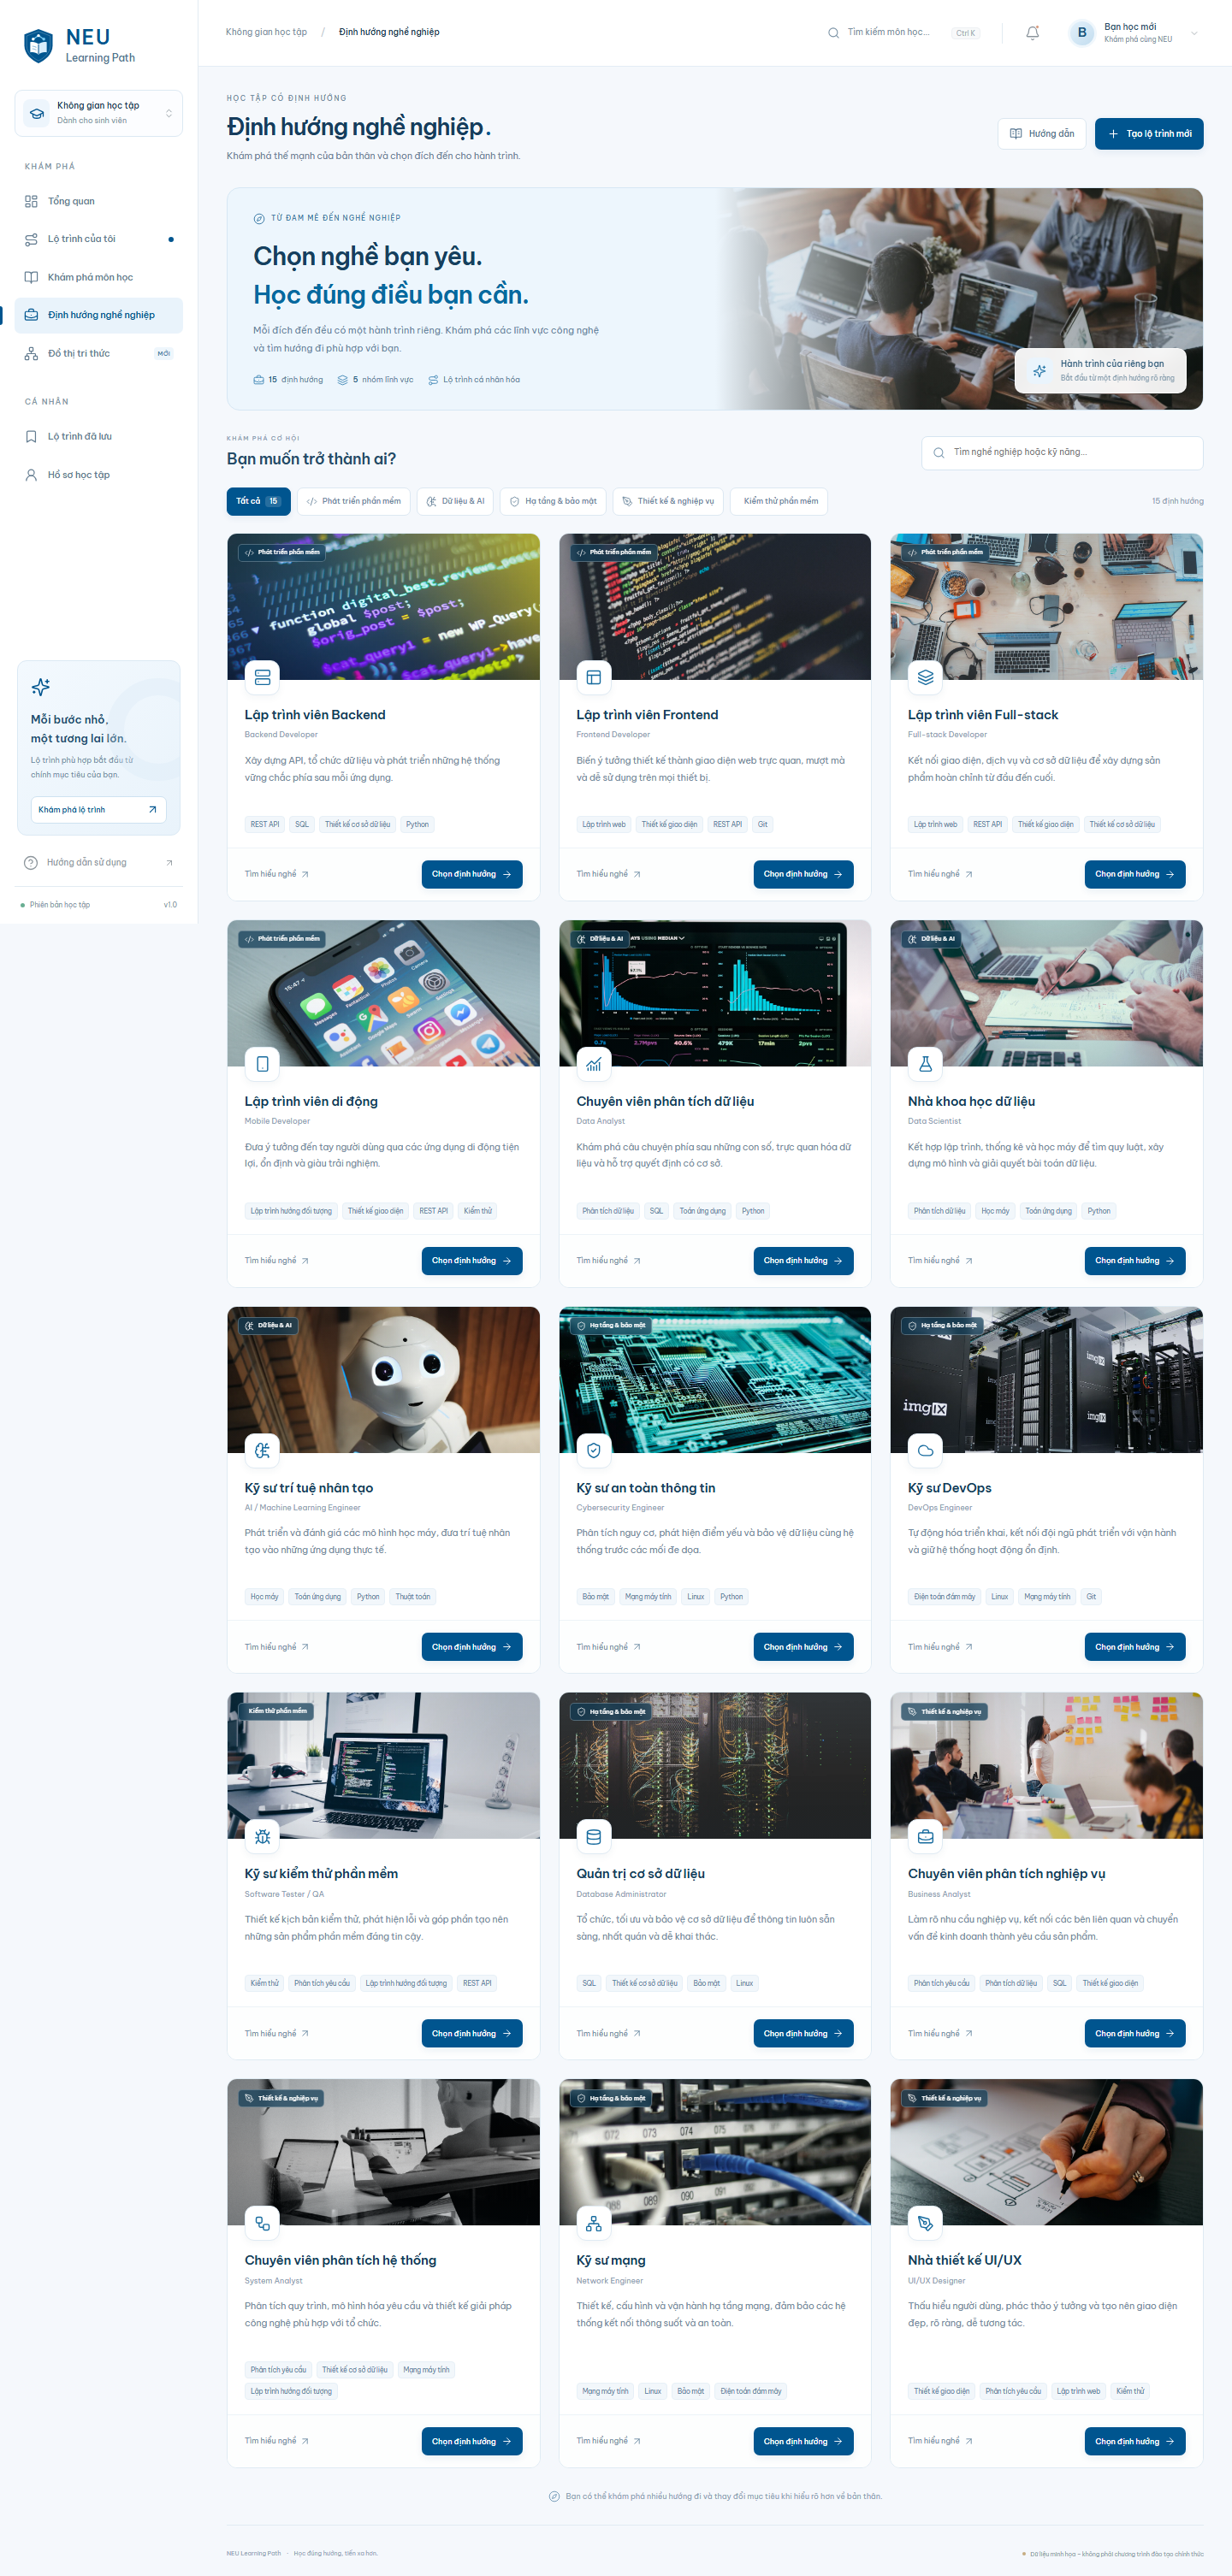 NEU
Learning Path
Không gian học tập
Dành cho sinh viên
KHÁM PHÁ
Tổng quan
Lộ trình của tôi
Khám phá môn học
Định hướng nghề nghiệp
Đồ thị tri thức
MỚI
CÁ NHÂN
Lộ trình đã lưu
Hồ sơ học tập
Mỗi bước nhỏ,
một tương lai lớn.
Lộ trình phù hợp bắt đầu từ
chính mục tiêu của bạn.
Khám phá lộ trình
Hướng dẫn sử dụng
Phiên bản học tập
v1.0
Không gian học tập / Định hướng nghề nghiệp
Tìm kiếm môn học...
Ctrl K
B
Bạn học mới
Khám phá cùng NEU
HỌC TẬP CÓ ĐỊNH HƯỚNG
Định hướng nghề nghiệp.
Khám phá thế mạnh của bản thân và chọn đích đến cho hành trình.
Hướng dẫn
Tạo lộ trình mới
TỪ ĐAM MÊ ĐẾN NGHỀ NGHIỆP
Chọn nghề bạn yêu.
Học đúng điều bạn cần.
Mỗi đích đến đều có một hành trình riêng. Khám phá các lĩnh vực công nghệ
và tìm hướng đi phù hợp với bạn.
15 định hướng
5 nhóm lĩnh vực
Lộ trình cá nhân hóa
Hành trình của riêng bạn
Bắt đầu từ một định hướng rõ ràng
KHÁM PHÁ CƠ HỘI
Bạn muốn trở thành ai?
Tìm nghề nghiệp hoặc kỹ năng...
Tất cả 15
Phát triển phần mềm
Dữ liệu & AI
Hạ tầng & bảo mật
Thiết kế & nghiệp vụ
Kiểm thử phần mềm
15 định hướng
Phát triển phần mềm
function digital_best_reviews_posts
global $post;
$orig_post = $post;
$cat_query1 = new WP_Query(
$cat_query1->have
-posts">
Lập trình viên Backend
Backend Developer
Xây dựng API, tổ chức dữ liệu và phát triển những hệ thống
vững chắc phía sau mỗi ứng dụng.
REST API
SQL
Thiết kế cơ sở dữ liệu
Python
Tìm hiểu nghề
Chọn định hướng
Phát triển phần mềm
Lập trình viên Frontend
Frontend Developer
Biến ý tưởng thiết kế thành giao diện web trực quan, mượt mà
và dễ sử dụng trên mọi thiết bị.
Lập trình web
Thiết kế giao diện
REST API
Git
Tìm hiểu nghề
Chọn định hướng
Phát triển phần mềm
Lập trình viên Full-stack
Full-stack Developer
Kết nối giao diện, dịch vụ và cơ sở dữ liệu để xây dựng sản
phẩm hoàn chỉnh từ đầu đến cuối.
Lập trình web
REST API
Thiết kế giao diện
Thiết kế cơ sở dữ liệu
Tìm hiểu nghề
Chọn định hướng
Phát triển phần mềm
15:47
Lập trình viên di động
Mobile Developer
Đưa ý tưởng đến tay người dùng qua các ứng dụng di động tiện
lợi, ổn định và giàu trải nghiệm.
Lập trình hướng đối tượng
Thiết kế giao diện
REST API
Kiểm thử
Tìm hiểu nghề
Chọn định hướng
Dữ liệu & AI
USING MEDIAN
0.7s
2.7Mpvs
40.6%
479K
17min
2pvs
Chuyên viên phân tích dữ liệu
Data Analyst
Khám phá câu chuyện phía sau những con số, trực quan hóa dữ
liệu và hỗ trợ quyết định có cơ sở.
Phân tích dữ liệu
SQL
Toán ứng dụng
Python
Tìm hiểu nghề
Chọn định hướng
Dữ liệu & AI
Nhà khoa học dữ liệu
Data Scientist
Kết hợp lập trình, thống kê và học máy để tìm quy luật, xây
dựng mô hình và giải quyết bài toán dữ liệu.
Phân tích dữ liệu
Học máy
Toán ứng dụng
Python
Tìm hiểu nghề
Chọn định hướng
Dữ liệu & AI
Kỹ sư trí tuệ nhân tạo
AI / Machine Learning Engineer
Phát triển và đánh giá các mô hình học máy, đưa trí tuệ nhân
tạo vào những ứng dụng thực tế.
Học máy
Toán ứng dụng
Python
Thuật toán
Tìm hiểu nghề
Chọn định hướng
Hạ tầng & bảo mật
Kỹ sư an toàn thông tin
Cybersecurity Engineer
Phân tích nguy cơ, phát hiện điểm yếu và bảo vệ dữ liệu cùng hệ
thống trước các mối đe dọa.
Bảo mật
Mạng máy tính
Linux
Python
Tìm hiểu nghề
Chọn định hướng
Hạ tầng & bảo mật
imgIX
imgIX
Kỹ sư DevOps
DevOps Engineer
Tự động hóa triển khai, kết nối đội ngũ phát triển với vận hành
và giữ hệ thống hoạt động ổn định.
Điện toán đám mây
Linux
Mạng máy tính
Git
Tìm hiểu nghề
Chọn định hướng
Kiểm thử phần mềm
Kỹ sư kiểm thử phần mềm
Software Tester / QA
Thiết kế kịch bản kiểm thử, phát hiện lỗi và góp phần tạo nên
những sản phẩm phần mềm đáng tin cậy.
Kiểm thử
Phân tích yêu cầu
Lập trình hướng đối tượng
REST API
Tìm hiểu nghề
Chọn định hướng
Hạ tầng & bảo mật
Quản trị cơ sở dữ liệu
Database Administrator
Tổ chức, tối ưu và bảo vệ cơ sở dữ liệu để thông tin luôn sẵn
sàng, nhất quán và dễ khai thác.
SQL
Thiết kế cơ sở dữ liệu
Bảo mật
Linux
Tìm hiểu nghề
Chọn định hướng
Thiết kế & nghiệp vụ
Chuyên viên phân tích nghiệp vụ
Business Analyst
Làm rõ nhu cầu nghiệp vụ, kết nối các bên liên quan và chuyển
vấn đề kinh doanh thành yêu cầu sản phẩm.
Phân tích yêu cầu
Phân tích dữ liệu
SQL
Thiết kế giao diện
Tìm hiểu nghề
Chọn định hướng
Thiết kế & nghiệp vụ
Chuyên viên phân tích hệ thống
System Analyst
Phân tích quy trình, mô hình hóa yêu cầu và thiết kế giải pháp
công nghệ phù hợp với tổ chức.
Phân tích yêu cầu
Thiết kế cơ sở dữ liệu
Mạng máy tính
Lập trình hướng đối tượng
Tìm hiểu nghề
Chọn định hướng
Hạ tầng & bảo mật
072
073
074
075
090
091
Kỹ sư mạng
Network Engineer
Thiết kế, cấu hình và vận hành hạ tầng mạng, đảm bảo các hệ
thống kết nối thông suốt và an toàn.
Mạng máy tính
Linux
Bảo mật
Điện toán đám mây
Tìm hiểu nghề
Chọn định hướng
Thiết kế & nghiệp vụ
Nhà thiết kế UI/UX
UI/UX Designer
Thấu hiểu người dùng, phác thảo ý tưởng và tạo nên giao diện
đẹp, rõ ràng, dễ tương tác.
Thiết kế giao diện
Phân tích yêu cầu
Lập trình web
Kiểm thử
Tìm hiểu nghề
Chọn định hướng
Bạn có thể khám phá nhiều hướng đi và thay đổi mục tiêu khi hiểu rõ hơn về bản thân.
NEU Learning Path · Học đúng hướng, tiến xa hơn.
Dữ liệu minh họa – không phải chương trình đào tạo chính thức